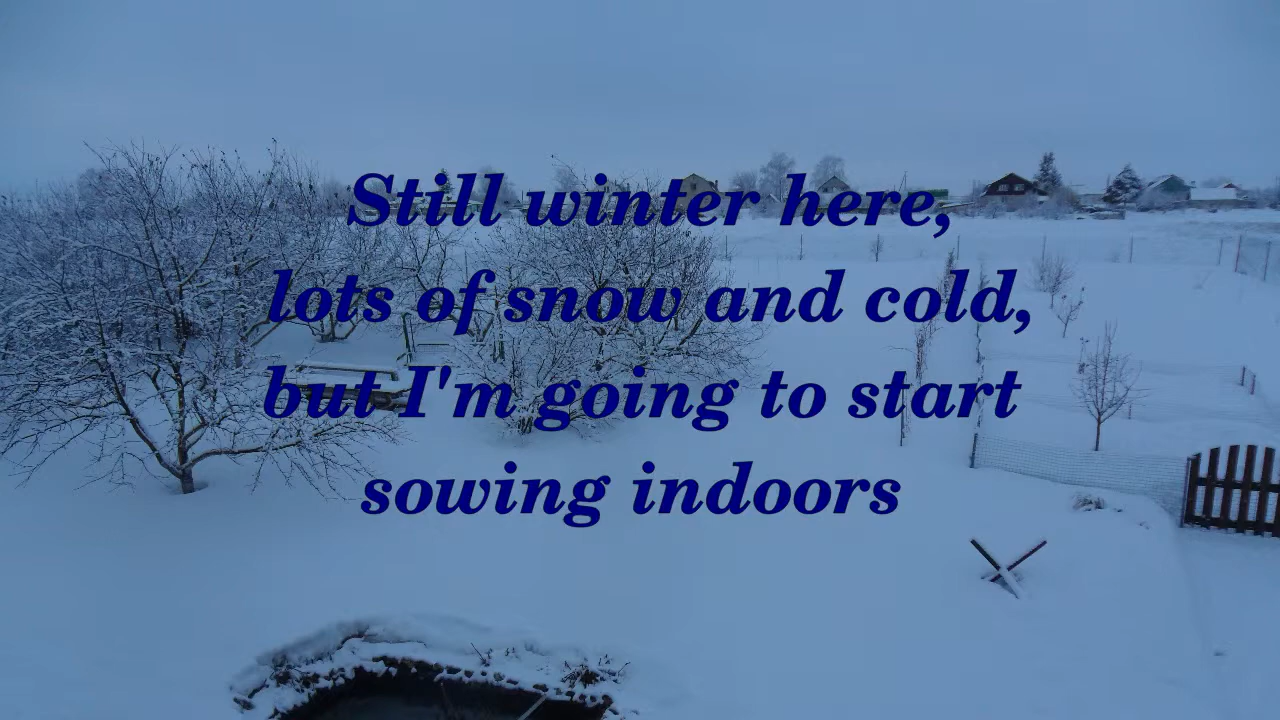 Still winter here,
lots of snow and cold,
but I'm going to start
sowing indoors